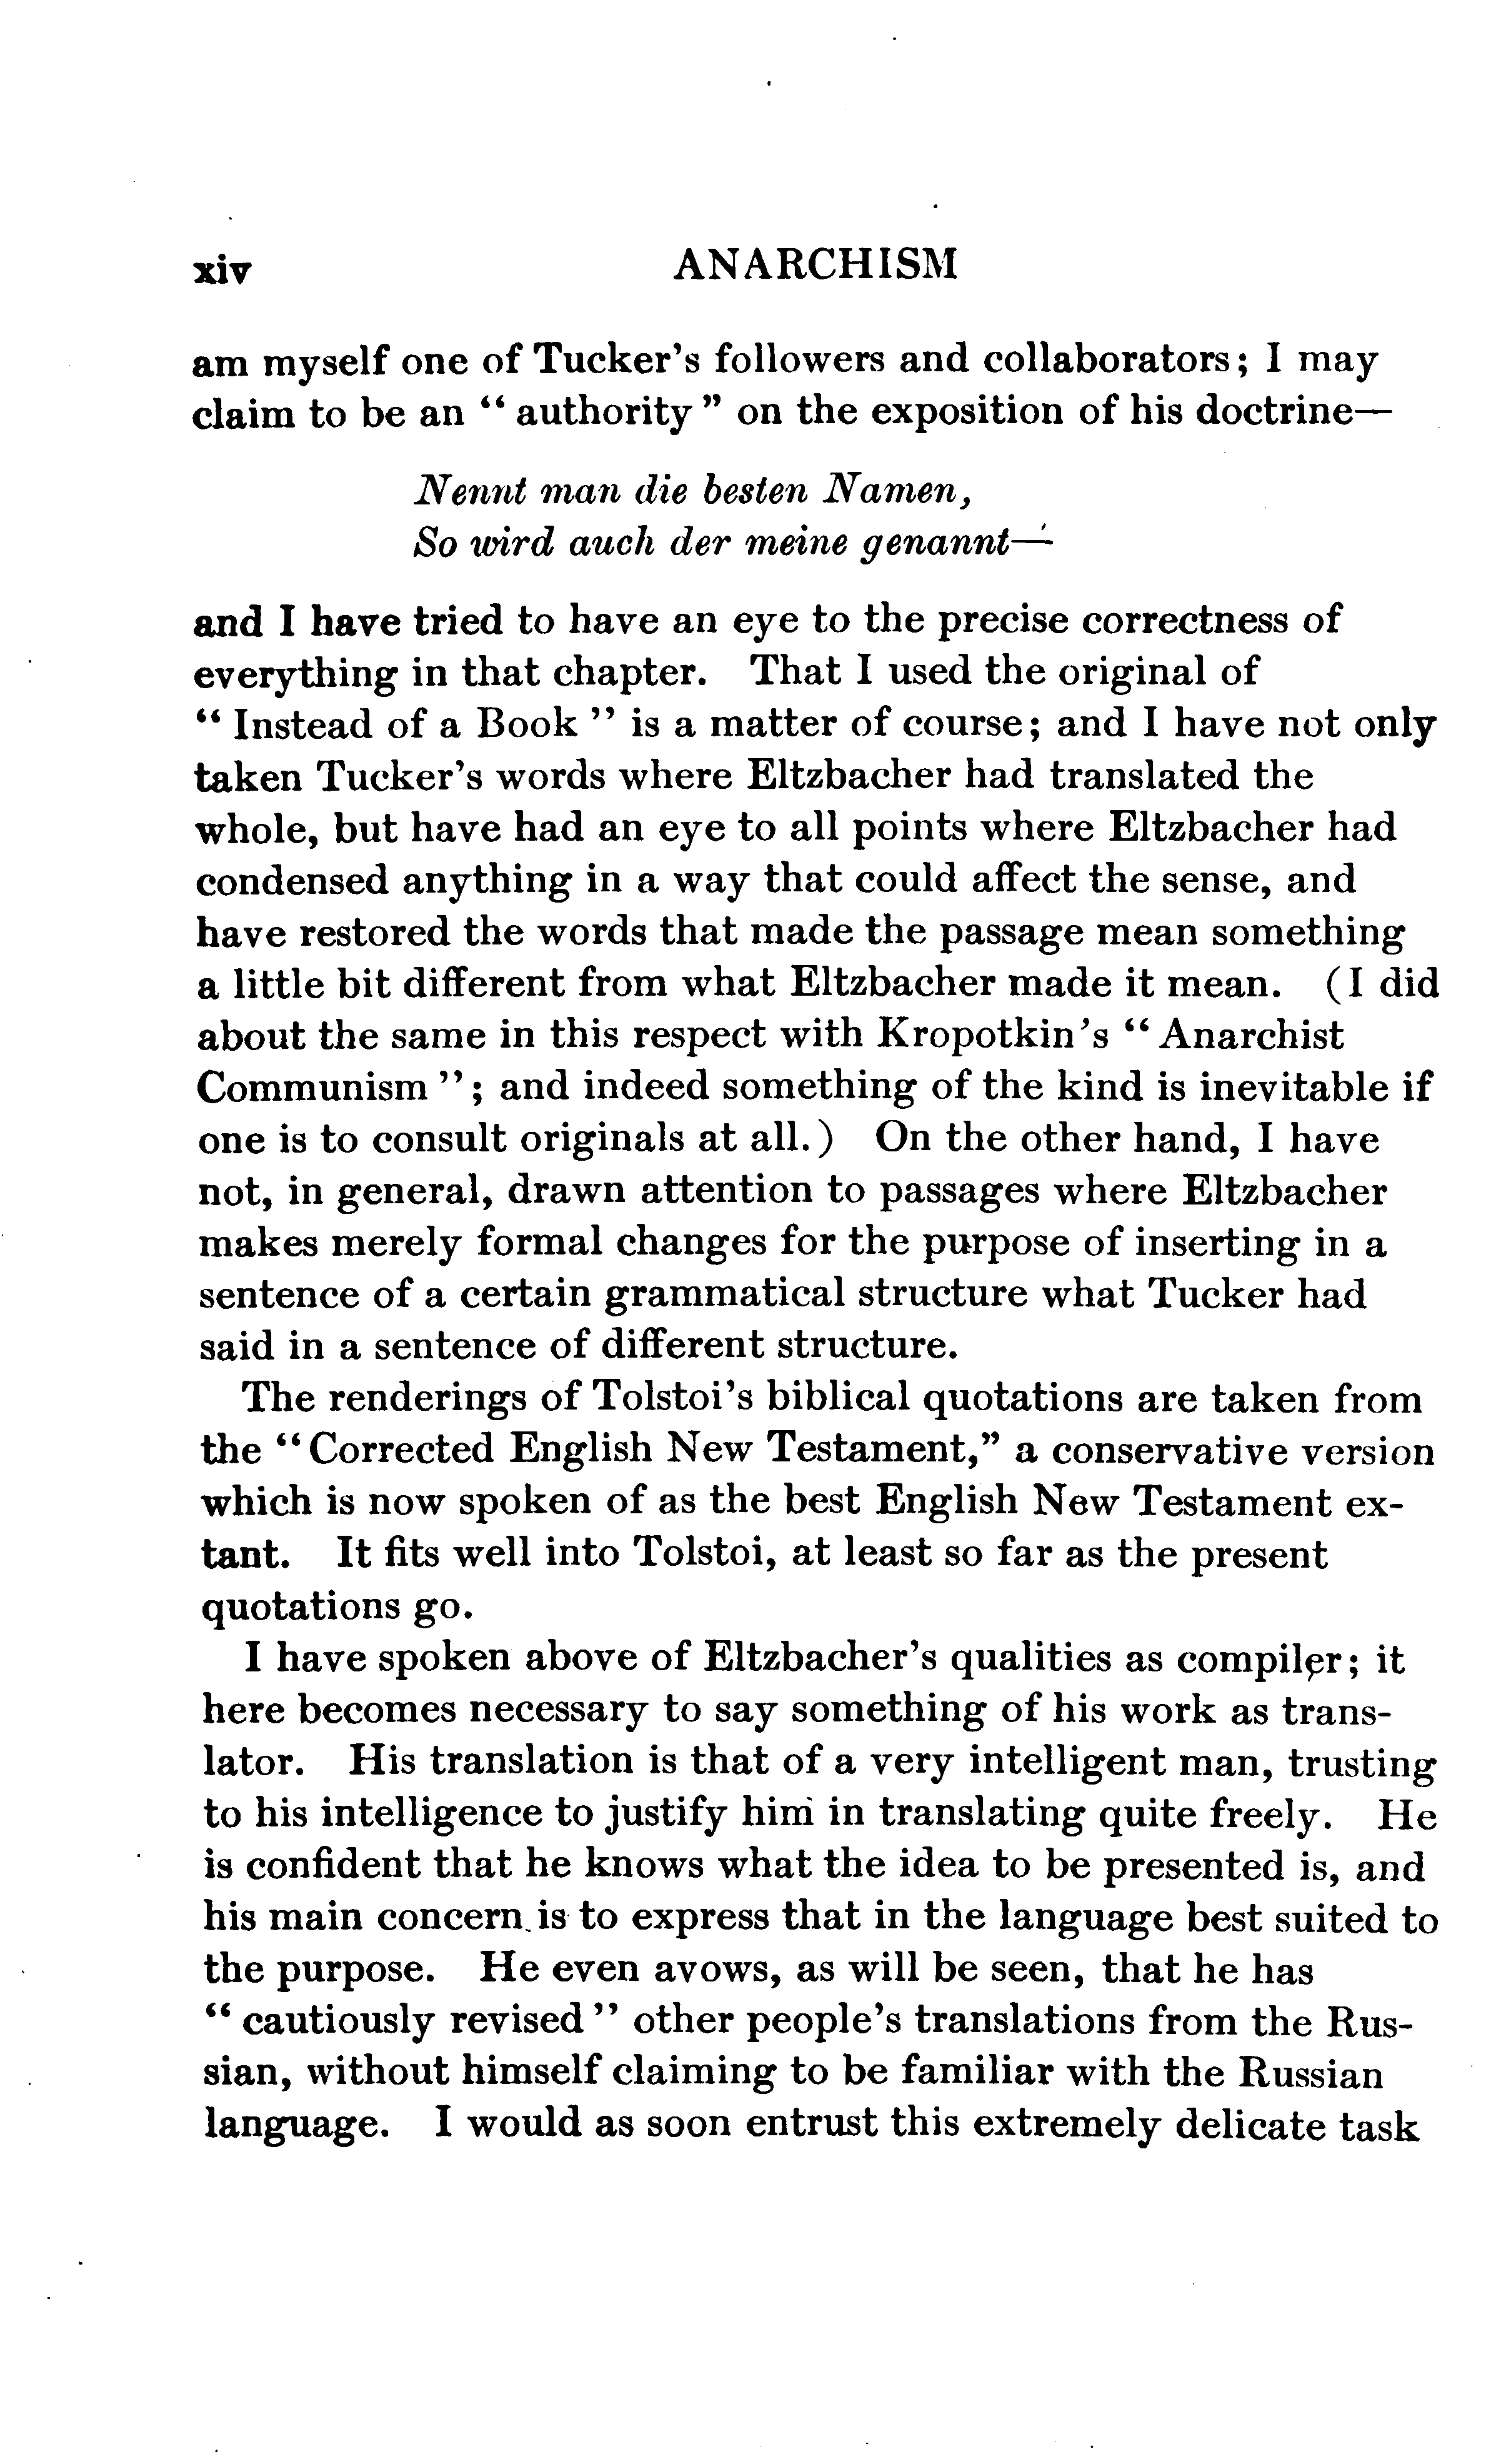 xiv ANARCHISM
am myself one of Tucker's followers and collaborators; I may
claim to be an “ authority ” on the exposition of his doctrine—
Nennt man die besten Namen,
So wird auch der meine genannt—
and I have tried to have an eye to the precise correctness of
everything in that chapter. That I used the original of
“ Instead of a Book ” is a matter of course; and I have not only
taken Tucker's words where Eltzbacher had translated the
whole, but have had an eye to all points where Eltzbacher had
condensed anything in a way that could affect the sense, and
have restored the words that made the passage mean something
a little bit different from what Eltzbacher made it mean. (I did
about the same in this respect with Kropotkin's “ Anarchist
Communism ”; and indeed something of the kind is inevitable if
one is to consult originals at all.) On the other hand, I have
not, in general, drawn attention to passages where Eltzbacher
makes merely formal changes for the purpose of inserting in a
sentence of a certain grammatical structure what Tucker had
said in a sentence of different structure.
The renderings of Tolstoi's biblical quotations are taken from
the “Corrected English New Testament,” a conservative version
which is now spoken of as the best English New Testament ex-
tant. It fits well into Tolstoi, at least so far as the present
quotations go.
I have spoken above of Eltzbacher's qualities as compiler; it
here becomes necessary to say something of his work as trans-
lator. His translation is that of a very intelligent man, trusting
to his intelligence to justify him in translating quite freely. He
is confident that he knows what the idea to be presented is, and
his main concern is to express that in the language best suited to
the purpose. He even avows, as will be seen, that he has
“ cautiously revised ” other people's translations from the Rus-
sian, without himself claiming to be familiar with the Russian
language. I would as soon entrust this extremely delicate task